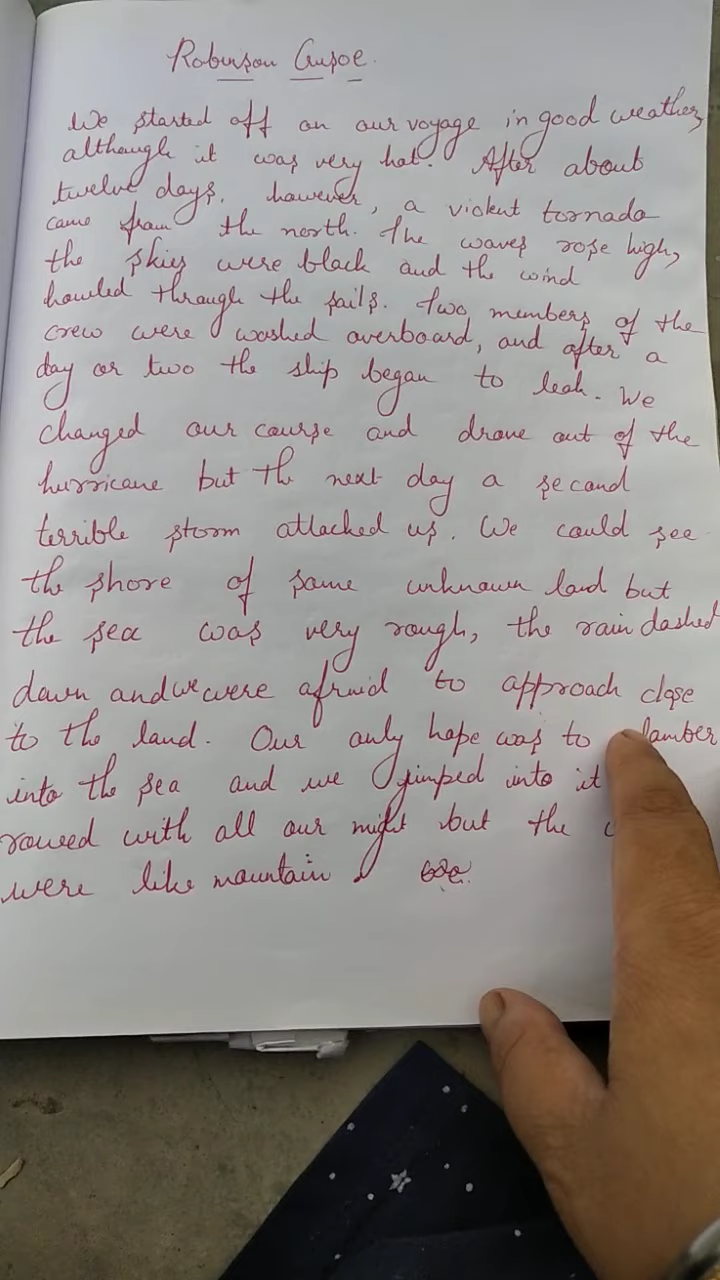 Robinson Crusoe.
We started off on our voyage in good weather,
although it was very hot. After about
twelve days, however, a violent tornado
came from the north. The waves rose high,
the skies were black and the wind
howled through the sails. Two members of the
crew were washed overboard, and after a
day or two the ship began to leak. We
changed our course and drove out of the
hurricane but the next day a second
terrible storm attacked us. We could see
the shore of some unknown land but
the sea was very rough, the rain dashed
down and we were afraid to approach close
to the land. Our only hope was to lamber
into the sea and we jimped into it
rowed with all our might but the
were like mountain